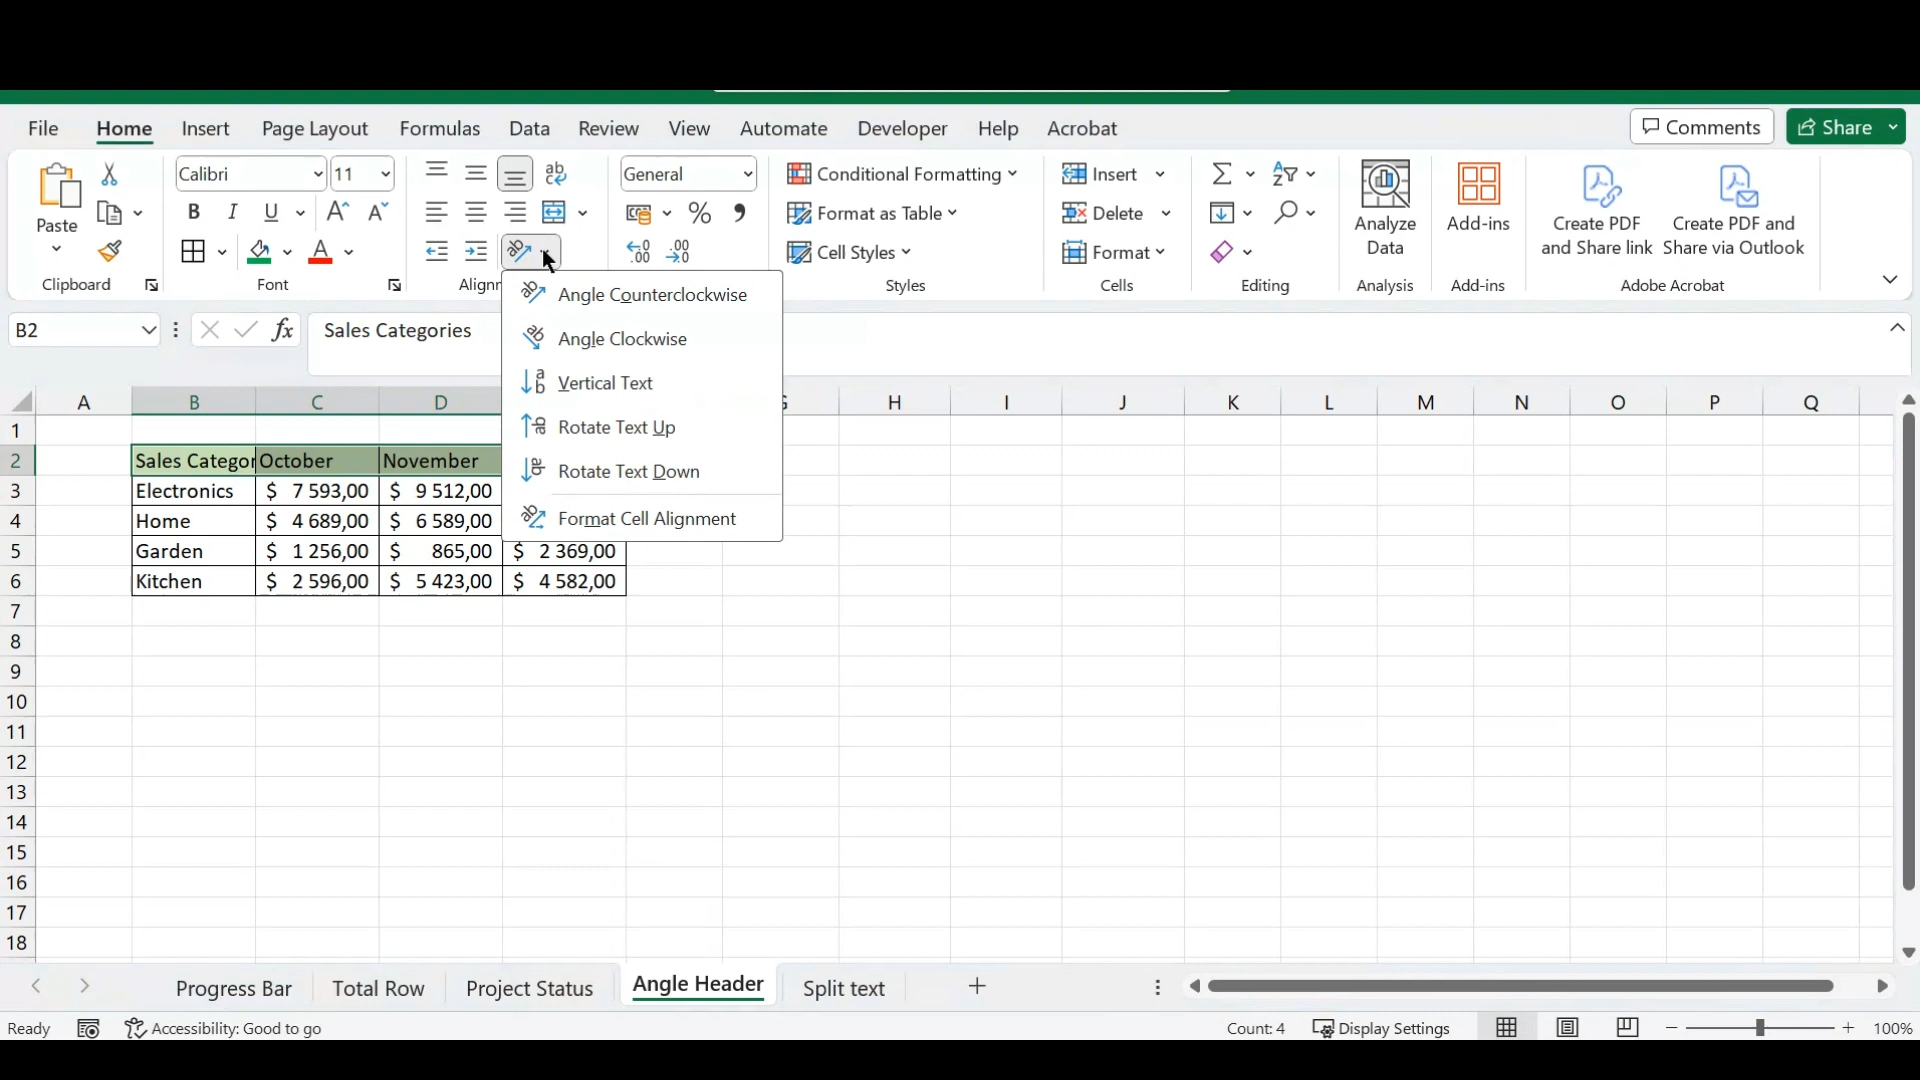 File Home Insert Page Layout Formulas Data Review View Automate Developer Help Acrobat Comments Share
Calibri 11 General Conditional Formatting Insert
Paste Format as Table Delete Analyze Data Add-ins Create PDF and Share link Create PDF and Share via Outlook
Cell Styles Format
Clipboard Font Alignn Styles Cells Editing Analysis Add-ins Adobe Acrobat
Angle Counterclockwise
Angle Clockwise
Vertical Text
Rotate Text Up
Rotate Text Down
Format Cell Alignment
B2 fx Sales Categories
A B C D G H I J K L M N O P Q
1
2 Sales Categor October November
3 Electronics $ 7 593,00 $ 9 512,00
4 Home $ 4 689,00 $ 6 589,00
5 Garden $ 1 256,00 $ 865,00 $ 2 369,00
6 Kitchen $ 2 596,00 $ 5 423,00 $ 4 582,00
7
8
9
10
11
12
13
14
15
16
17
18
Progress Bar Total Row Project Status Angle Header Split text
Ready Accessibility: Good to go Count: 4 Display Settings 100%